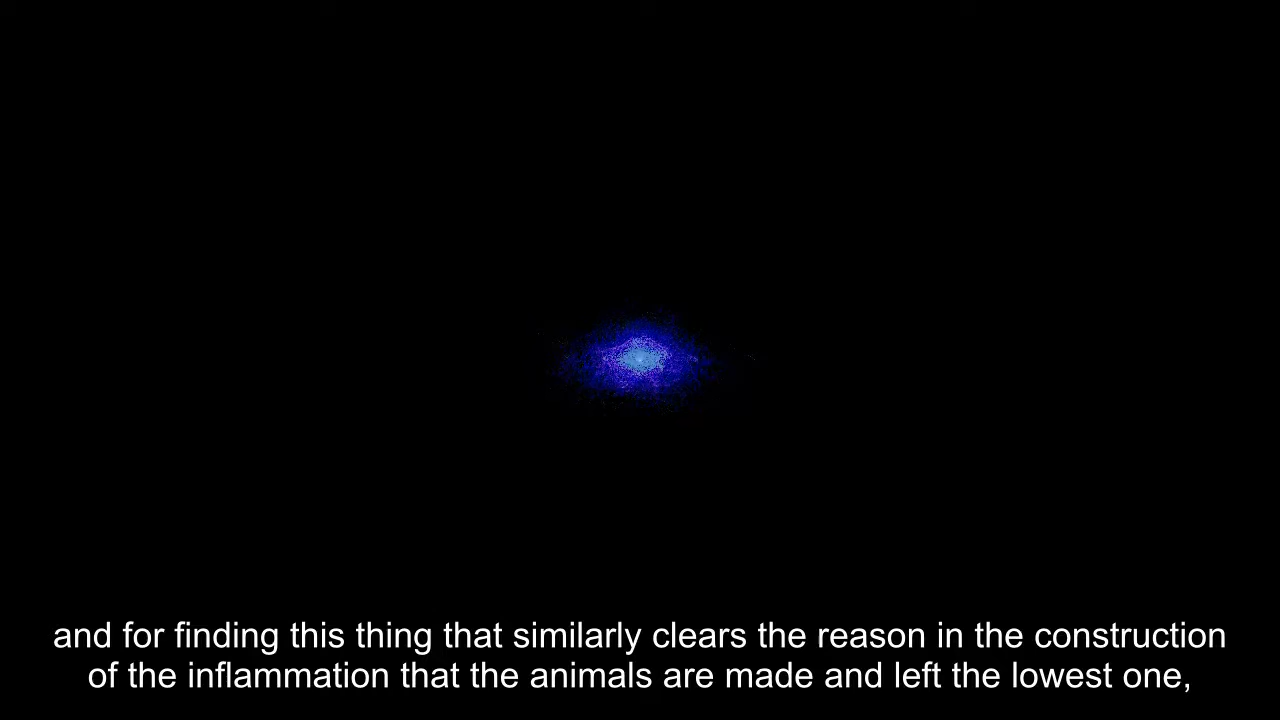 and for finding this thing that similarly clears the reason in the construction
of the inflammation that the animals are made and left the lowest one,